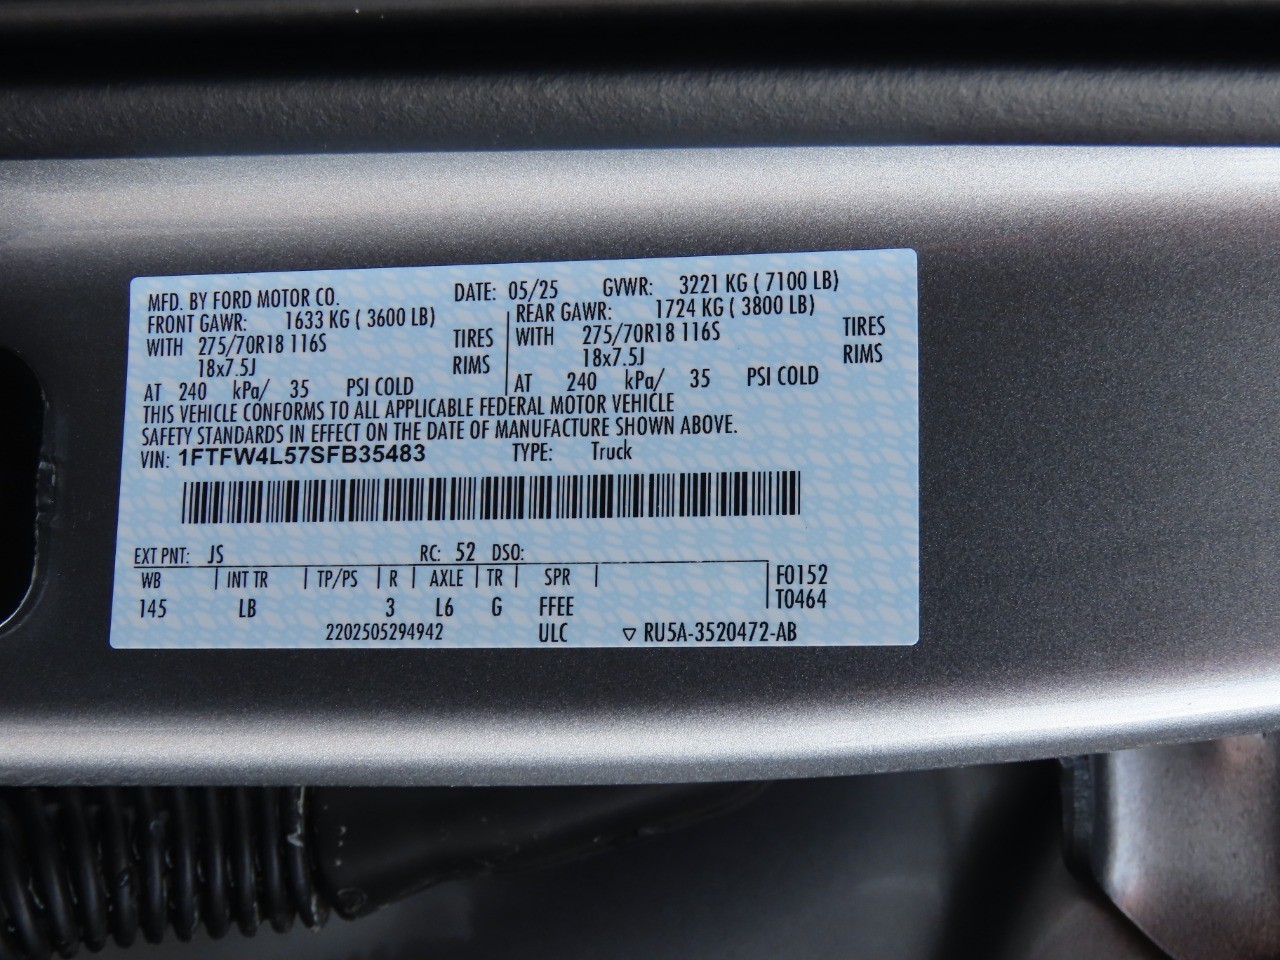 MFD. BY FORD MOTOR CO. DATE: 05/25 GVWR: 3221 KG ( 7100 LB)
FRONT GAWR: 1633 KG ( 3600 LB) REAR GAWR: 1724 KG ( 3800 LB)
WITH 275/70R18 116S TIRES WITH 275/70R18 116S TIRES
18x7.5J RIMS 18x7.5J RIMS
AT 240 kPa/ 35 PSI COLD AT 240 kPa/ 35 PSI COLD
THIS VEHICLE CONFORMS TO ALL APPLICABLE FEDERAL MOTOR VEHICLE
SAFETY STANDARDS IN EFFECT ON THE DATE OF MANUFACTURE SHOWN ABOVE.
VIN: 1FTFW4L57SFB35483 TYPE: Truck
EXT PNT: JS RC: 52 DSO:
WB INT TR TP/PS R AXLE TR SPR F0152
145 LB 3 L6 G FFEE T0464
2202505294942 ULC ▽ RU5A-3520472-AB